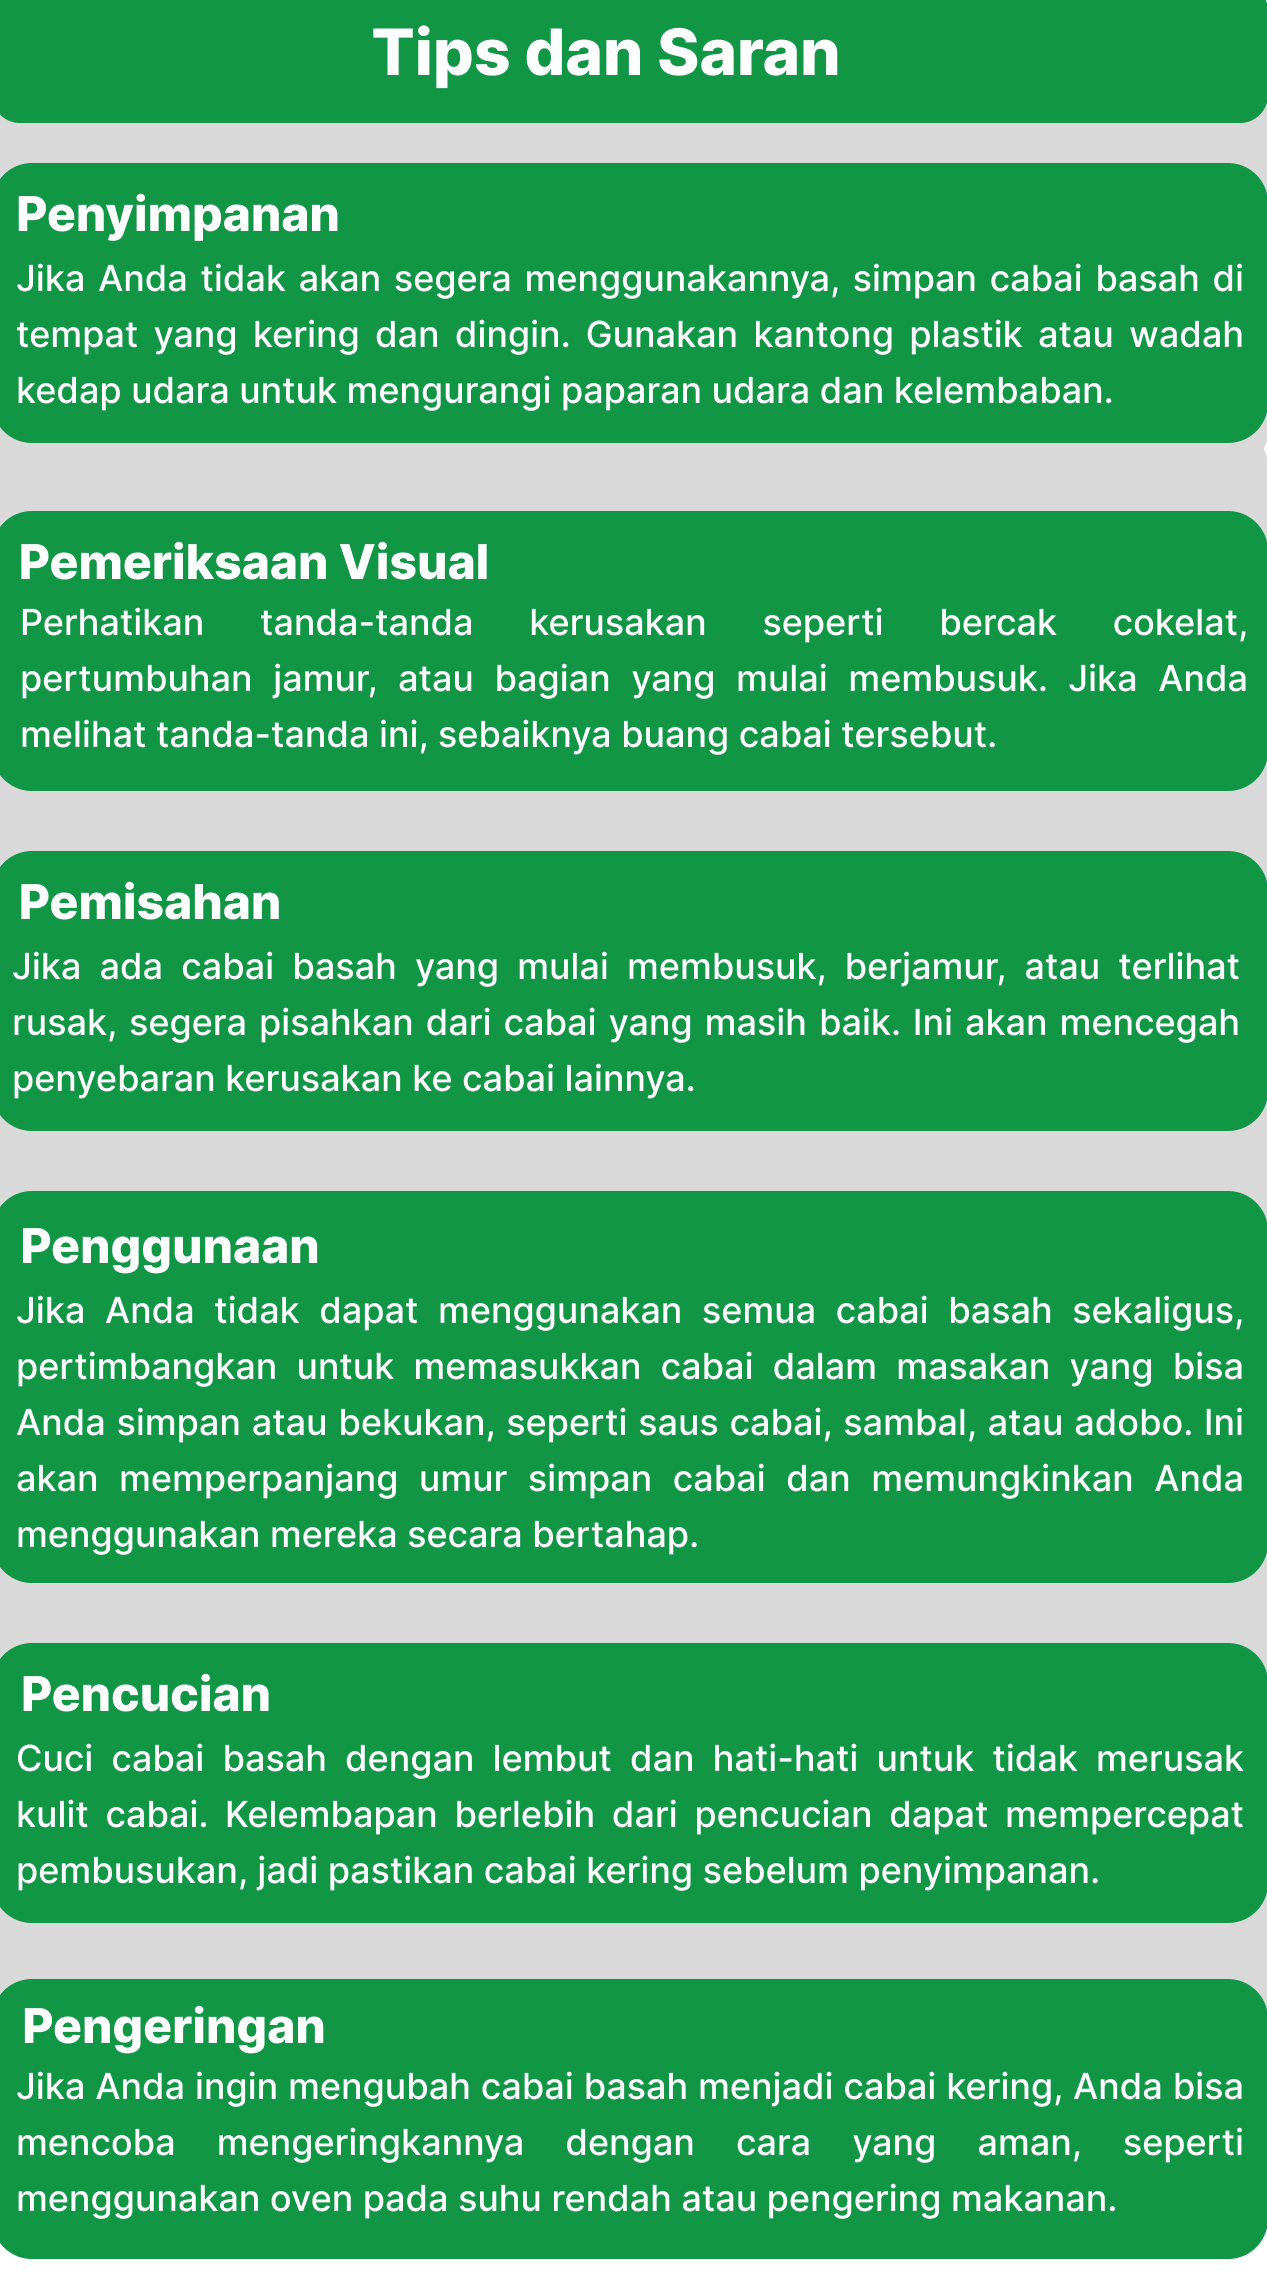 Tips dan Saran
Penyimpanan
Jika Anda tidak akan segera menggunakannya, simpan cabai basah di
tempat yang kering dan dingin. Gunakan kantong plastik atau wadah
kedap udara untuk mengurangi paparan udara dan kelembaban.
Pemeriksaan Visual
Perhatikan tanda-tanda kerusakan seperti bercak cokelat,
pertumbuhan jamur, atau bagian yang mulai membusuk. Jika Anda
melihat tanda-tanda ini, sebaiknya buang cabai tersebut.
Pemisahan
Jika ada cabai basah yang mulai membusuk, berjamur, atau terlihat
rusak, segera pisahkan dari cabai yang masih baik. Ini akan mencegah
penyebaran kerusakan ke cabai lainnya.
Penggunaan
Jika Anda tidak dapat menggunakan semua cabai basah sekaligus,
pertimbangkan untuk memasukkan cabai dalam masakan yang bisa
Anda simpan atau bekukan, seperti saus cabai, sambal, atau adobo. Ini
akan memperpanjang umur simpan cabai dan memungkinkan Anda
menggunakan mereka secara bertahap.
Pencucian
Cuci cabai basah dengan lembut dan hati-hati untuk tidak merusak
kulit cabai. Kelembapan berlebih dari pencucian dapat mempercepat
pembusukan, jadi pastikan cabai kering sebelum penyimpanan.
Pengeringan
Jika Anda ingin mengubah cabai basah menjadi cabai kering, Anda bisa
mencoba mengeringkannya dengan cara yang aman, seperti
menggunakan oven pada suhu rendah atau pengering makanan.